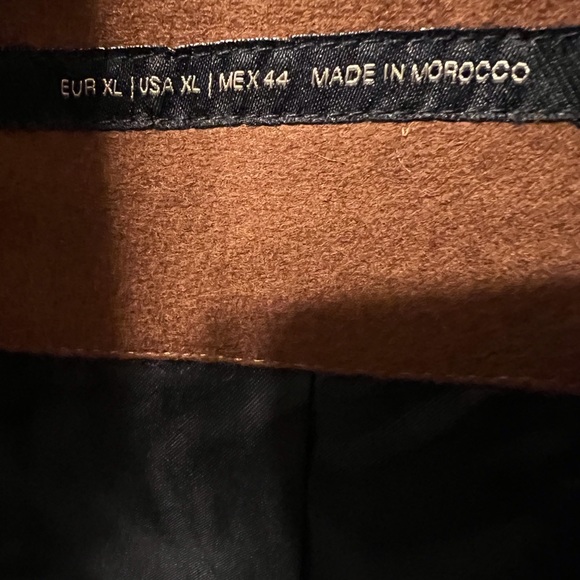 EUR XL | USA XL | MEX 44 MADE IN MOROCCO